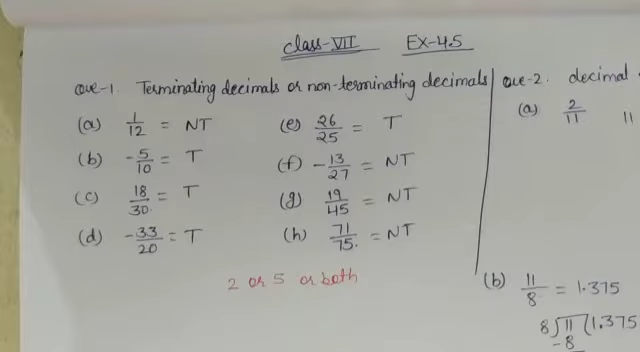 Class-VII EX-4.5
Que-1. Terminating decimals or non-terminating decimals
(a) 1/12 = NT
(b) -5/10 = T
(c) 18/30 = T
(d) -33/20 = T
(e) 26/25 = T
(f) -13/27 = NT
(g) 19/45 = NT
(h) 71/75 = NT
2 or 5 or both
Que-2. decimal
(a) 2/11 11
(b) 11/8 = 1.375
8)11(1.375
-8